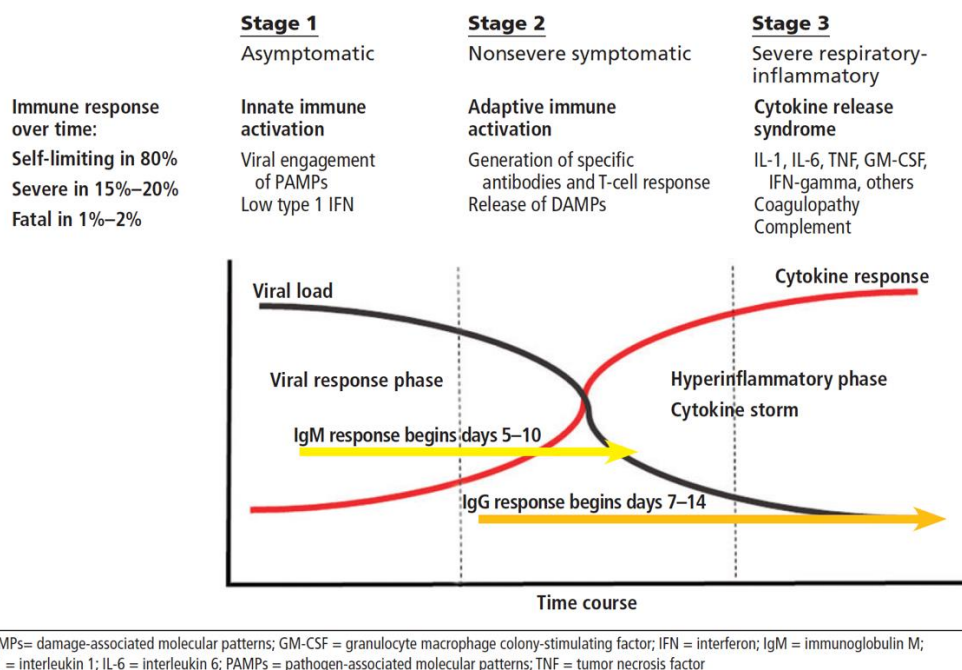 Stage 1
Asymptomatic
Stage 2
Nonsevere symptomatic
Stage 3
Severe respiratory-
inflammatory
Immune response
over time:
Self-limiting in 80%
Severe in 15%–20%
Fatal in 1%–2%
Innate immune
activation
Viral engagement
of PAMPs
Low type 1 IFN
Adaptive immune
activation
Generation of specific
antibodies and T-cell response
Release of DAMPs
Cytokine release
syndrome
IL-1, IL-6, TNF, GM-CSF,
IFN-gamma, others
Coagulopathy
Complement
Viral load
Cytokine response
Viral response phase
Hyperinflammatory phase
Cytokine storm
IgM response begins days 5–10
IgG response begins days 7–14
Time course
MPs= damage-associated molecular patterns; GM-CSF = granulocyte macrophage colony-stimulating factor; IFN = interferon; IgM = immunoglobulin M;
= interleukin 1; IL-6 = interleukin 6; PAMPs = pathogen-associated molecular patterns; TNF = tumor necrosis factor